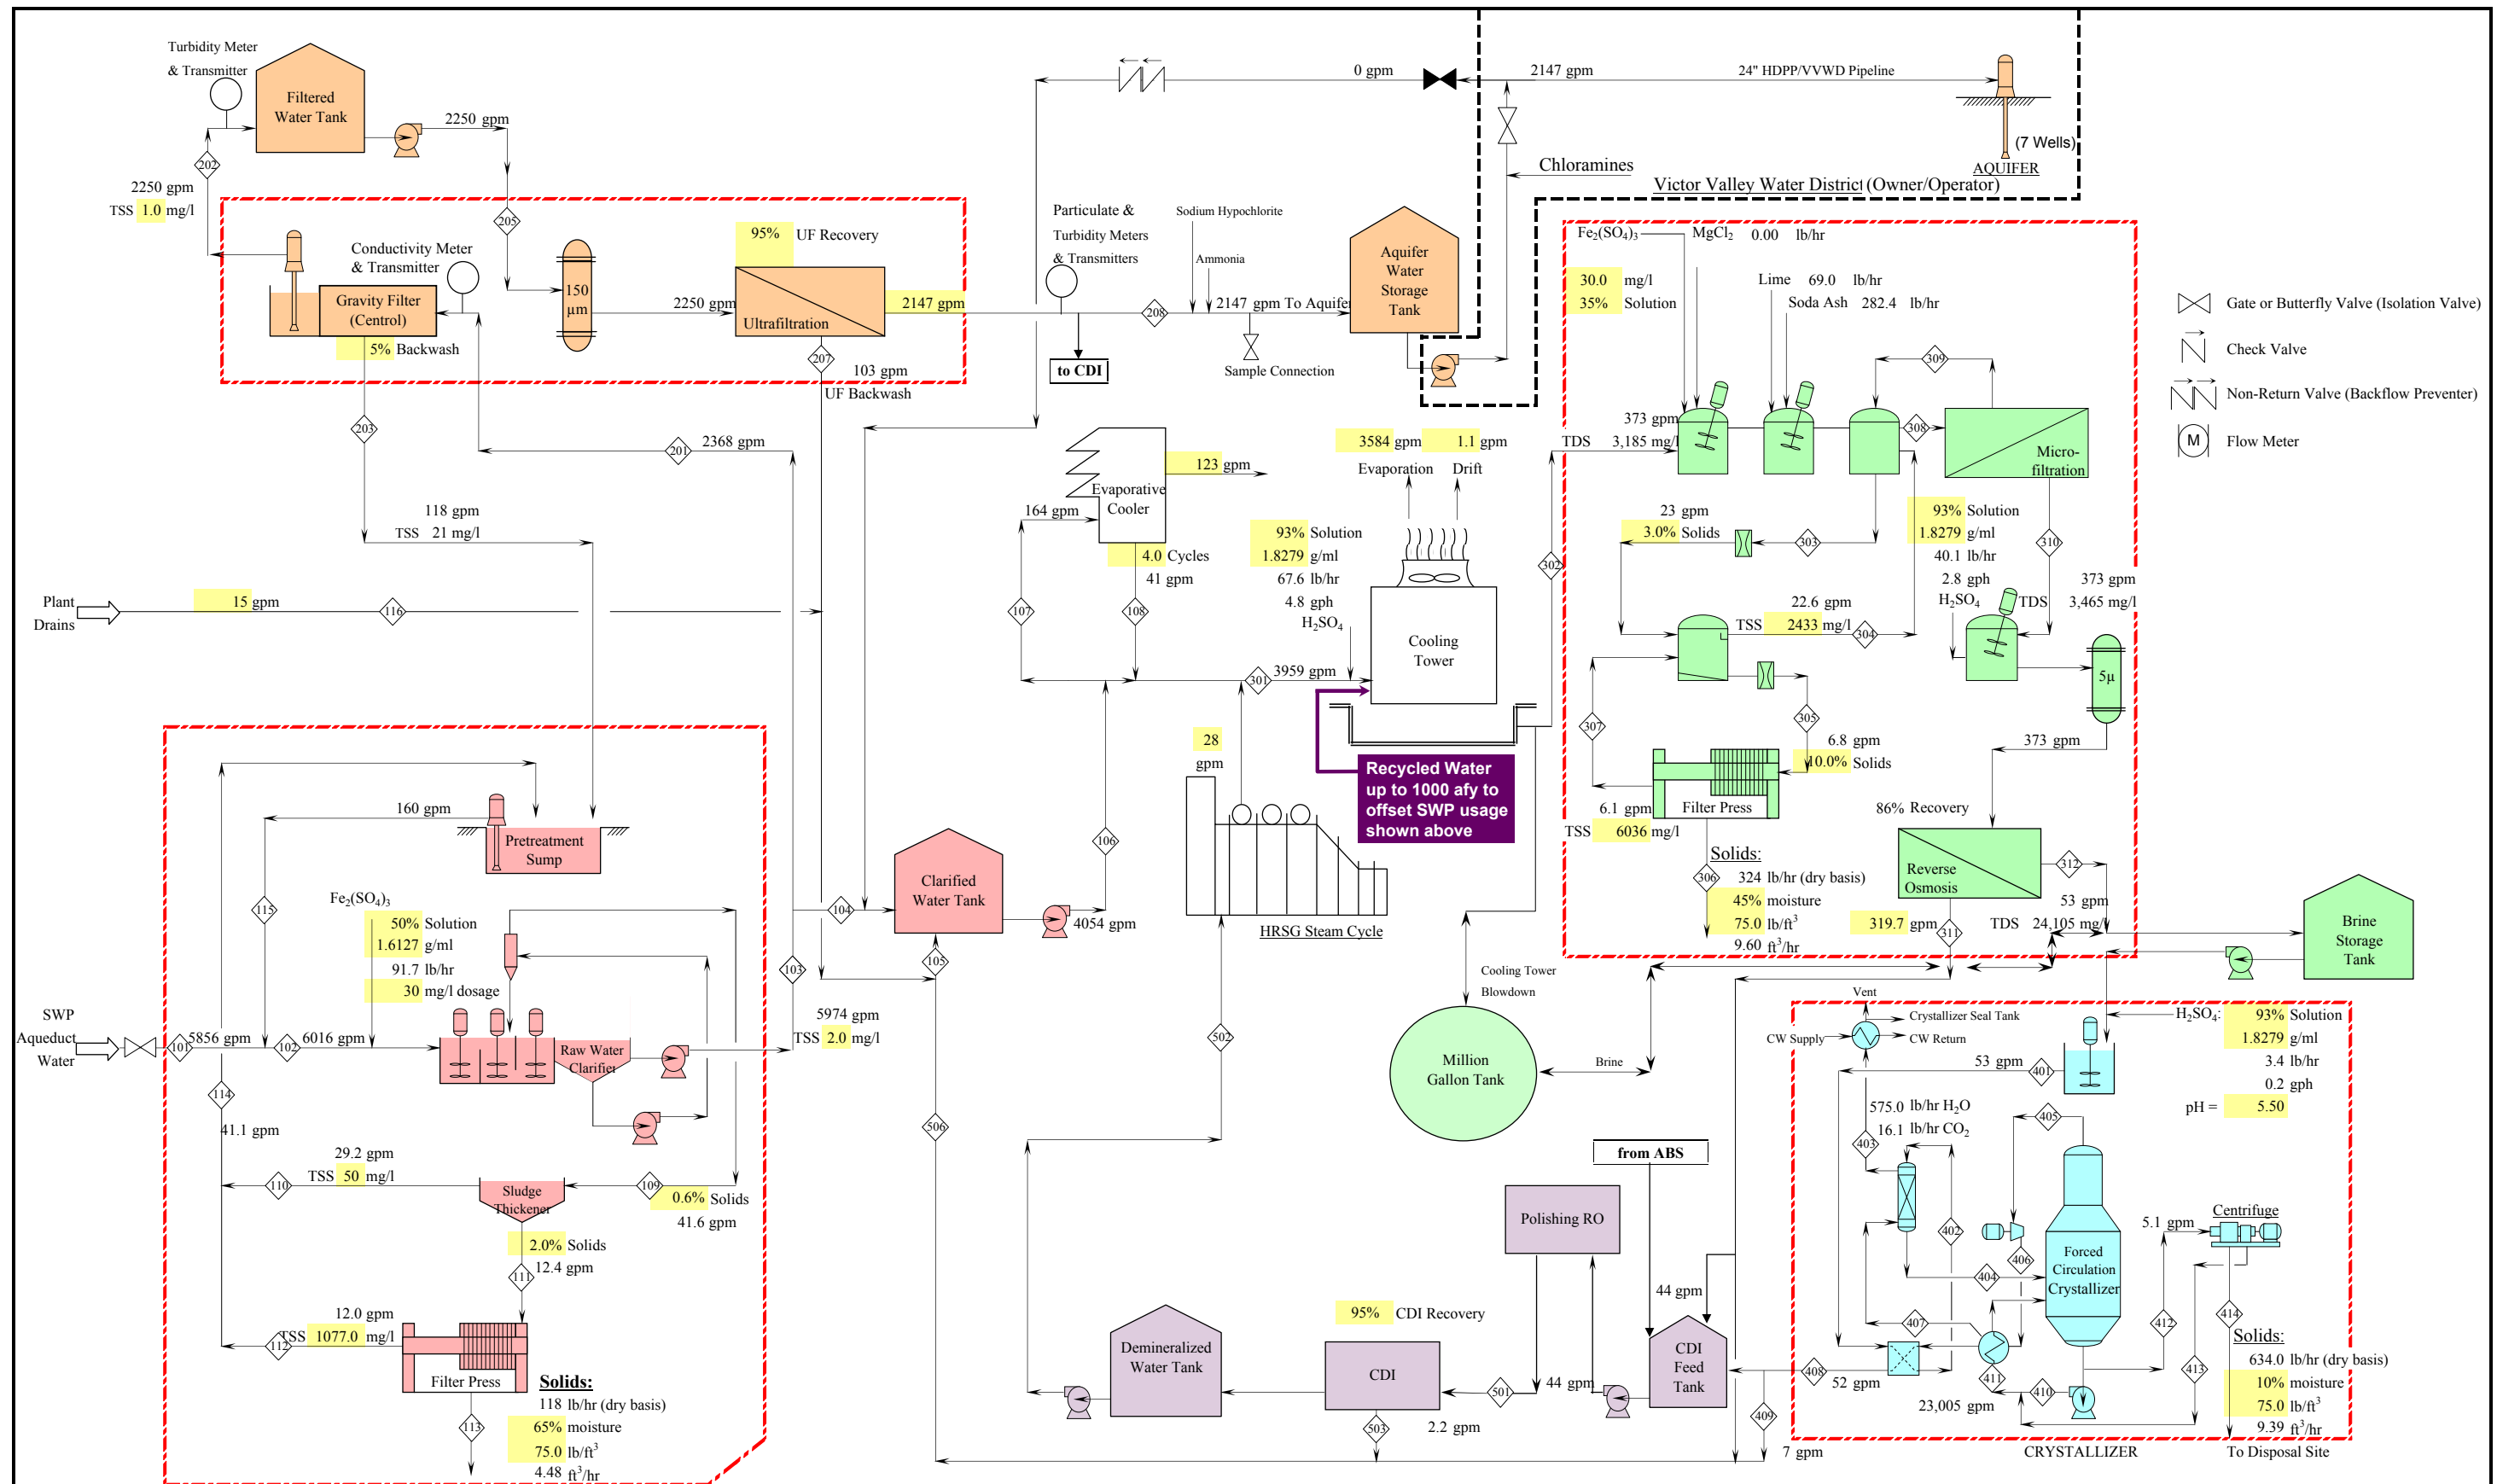 Turbidity Meter
& Transmitter
Filtered
Water Tank
2250 gpm
202
2250 gpm
TSS 1.0 mg/l
205
Conductivity Meter
& Transmitter
Gravity Filter
(Centrol)
5% Backwash
150
µm
2250 gpm
95% UF Recovery
Ultrafiltration
2147 gpm
207
103 gpm
UF Backwash
Particulate &
Turbidity Meters
& Transmitters
to CDI
208
Sodium Hypochlorite
Ammonia
2147 gpm To Aquifer
Sample Connection
Aquifer
Water
Storage
Tank
0 gpm
2147 gpm
24" HDPP/VVWD Pipeline
Chloramines
(7 Wells)
AQUIFER
Victor Valley Water District (Owner/Operator)
Gate or Butterfly Valve (Isolation Valve)
Check Valve
Non-Return Valve (Backflow Preventer)
M
Flow Meter
203
201
2368 gpm
118 gpm
TSS 21 mg/l
Plant
Drains
15 gpm
116
Evaporative
Cooler
123 gpm
164 gpm
4.0 Cycles
41 gpm
107
108
3584 gpm
1.1 gpm
Evaporation
Drift
93% Solution
1.8279 g/ml
67.6 lb/hr
4.8 gph
H2SO4
Cooling
Tower
301
3959 gpm
302
Recycled Water
up to 1000 afy to
offset SWP usage
shown above
28
gpm
HRSG Steam Cycle
Fe2(SO4)3
MgCl2 0.00 lb/hr
30.0 mg/l
35% Solution
Lime 69.0 lb/hr
Soda Ash 282.4 lb/hr
373 gpm
TDS 3,185 mg/l
309
308
Micro-
filtration
23 gpm
3.0% Solids
303
93% Solution
1.8279 g/ml
40.1 lb/hr
2.8 gph
H2SO4
310
373 gpm
TDS 3,465 mg/l
22.6 gpm
TSS 2433 mg/l
304
5µ
305
307
6.8 gpm
10.0% Solids
373 gpm
Filter Press
6.1 gpm
TSS 6036 mg/l
Solids:
306
324 lb/hr (dry basis)
45% moisture
75.0 lb/ft3
9.60 ft3/hr
86% Recovery
Reverse
Osmosis
312
53 gpm
TDS 24,105 mg/l
319.7 gpm
311
Brine
Storage
Tank
160 gpm
Pretreatment
Sump
115
Fe2(SO4)3
50% Solution
1.6127 g/ml
91.7 lb/hr
30 mg/l dosage
SWP
Aqueduct
Water
101
5856 gpm
102
6016 gpm
Raw Water
Clarifier
114
41.1 gpm
29.2 gpm
TSS 50 mg/l
110
Sludge
Thickener
109
0.6% Solids
41.6 gpm
2.0% Solids
12.4 gpm
111
12.0 gpm
TSS 1077.0 mg/l
112
Filter Press
113
Solids:
118 lb/hr (dry basis)
65% moisture
75.0 lb/ft3
4.48 ft3/hr
104
103
5974 gpm
TSS 2.0 mg/l
Clarified
Water Tank
105
4054 gpm
106
506
502
Cooling Tower
Blowdown
Million
Gallon Tank
Brine
from ABS
Polishing RO
44 gpm
CDI
Feed
Tank
44 gpm
501
2.2 gpm
95% CDI Recovery
CDI
503
Demineralized
Water Tank
408
52 gpm
409
7 gpm
Vent
Crystallizer Seal Tank
CW Supply
CW Return
H2SO4: 93% Solution
1.8279 g/ml
3.4 lb/hr
0.2 gph
pH = 5.50
53 gpm
401
575.0 lb/hr H2O
16.1 lb/hr CO2
403
405
402
406
404
407
Forced
Circulation
Crystallizer
5.1 gpm
Centrifuge
412
414
413
411
410
23,005 gpm
Solids:
634.0 lb/hr (dry basis)
10% moisture
75.0 lb/ft3
9.39 ft3/hr
CRYSTALLIZER
To Disposal Site